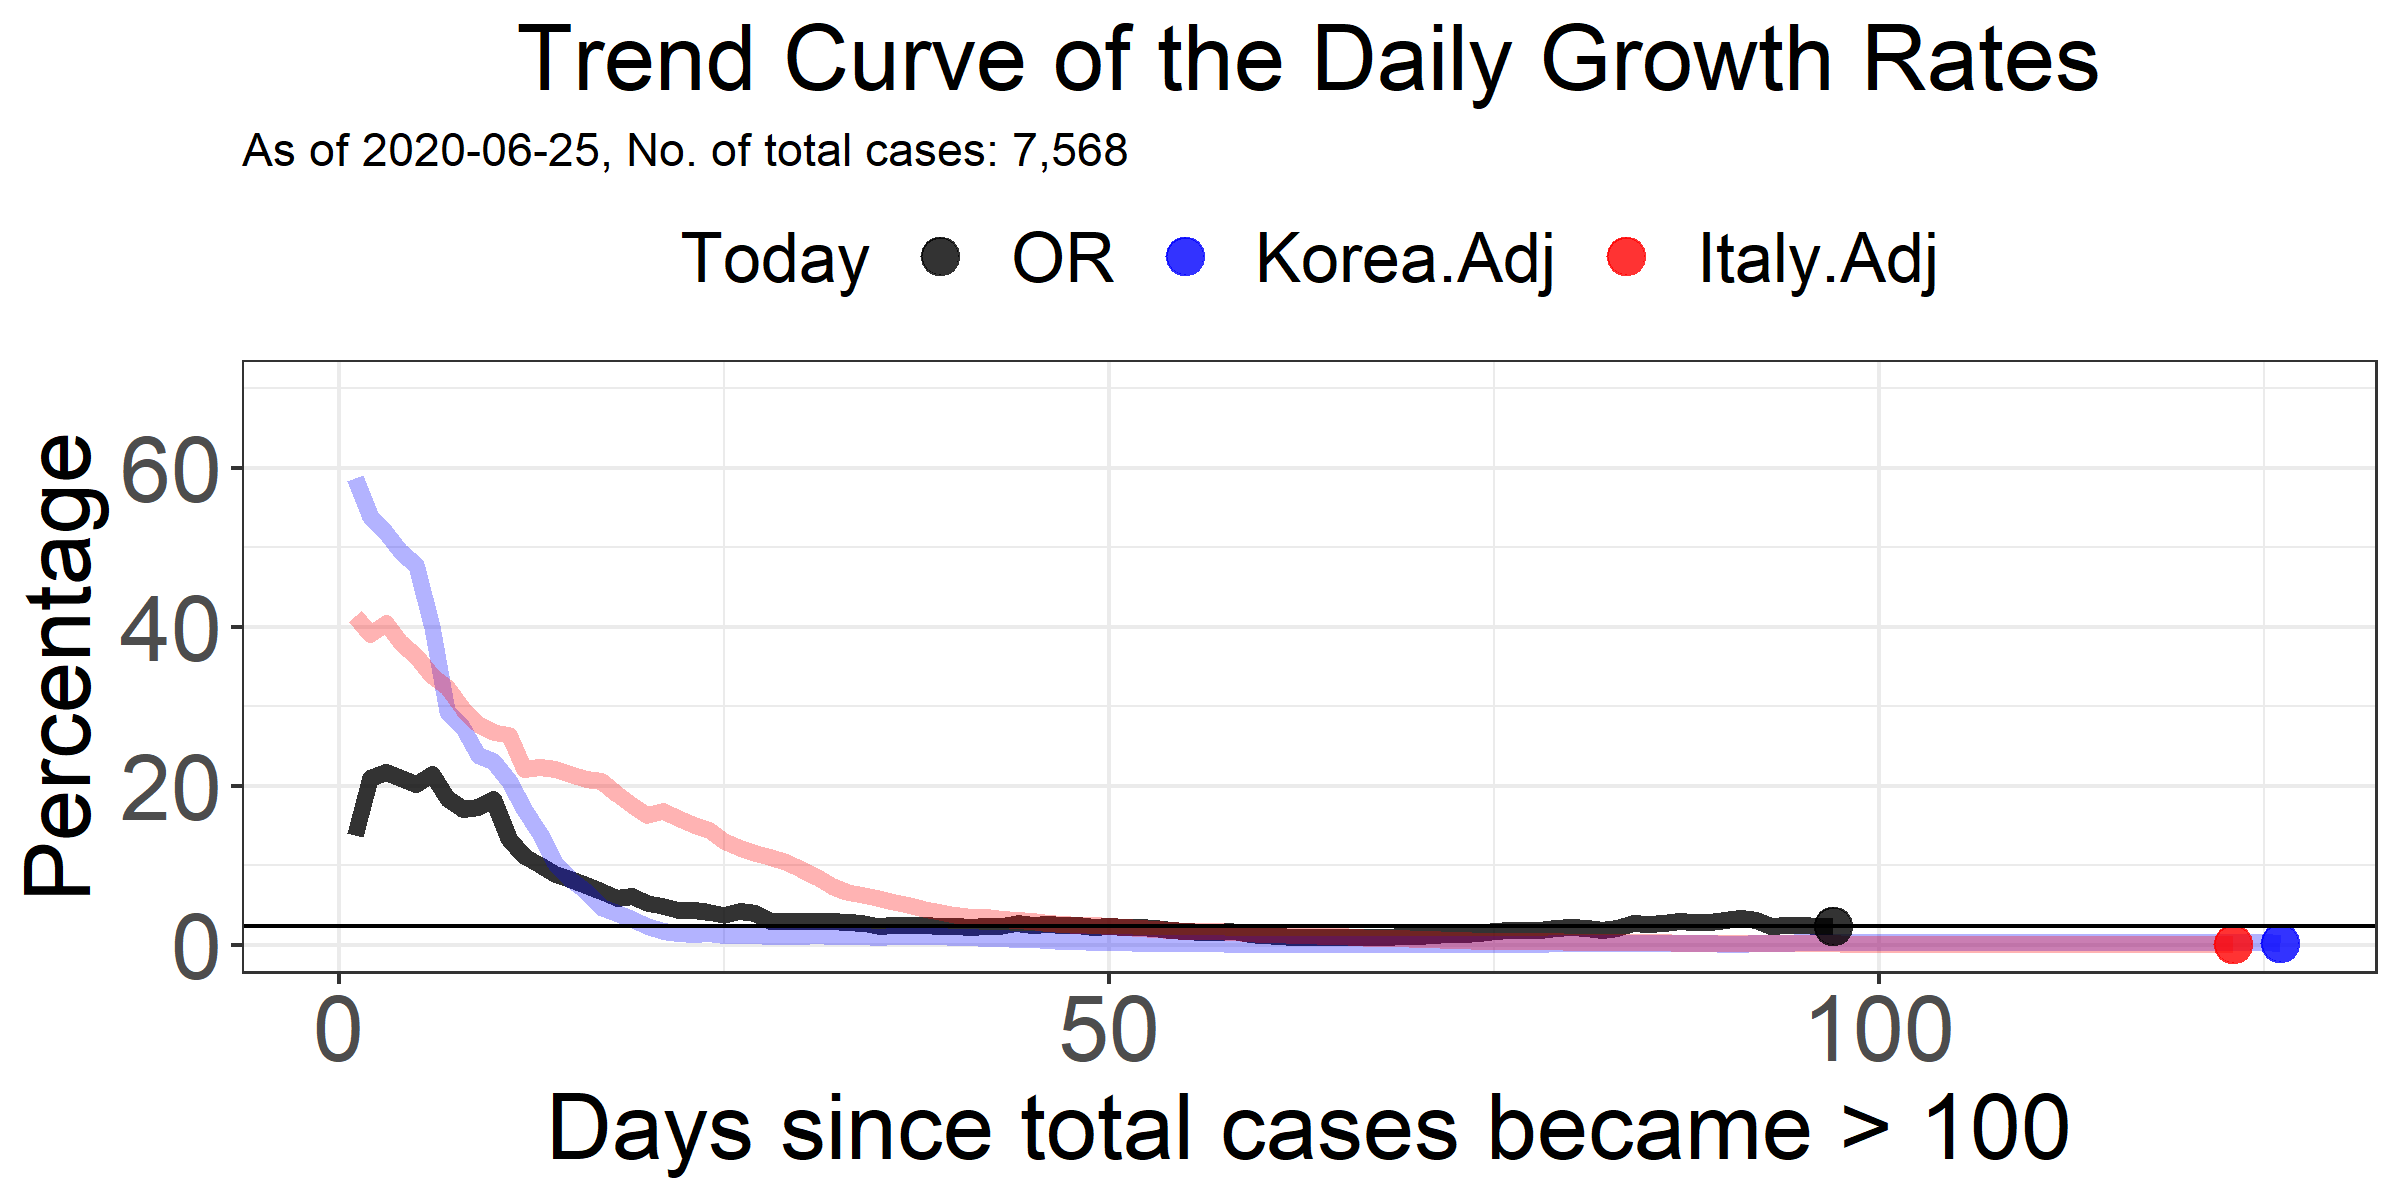 Trend Curve of the Daily Growth Rates
As of 2020-06-25, No. of total cases: 7,568
Today OR Korea.Adj Italy.Adj
Percentage
60
40
20
0
0 50 100
Days since total cases became > 100